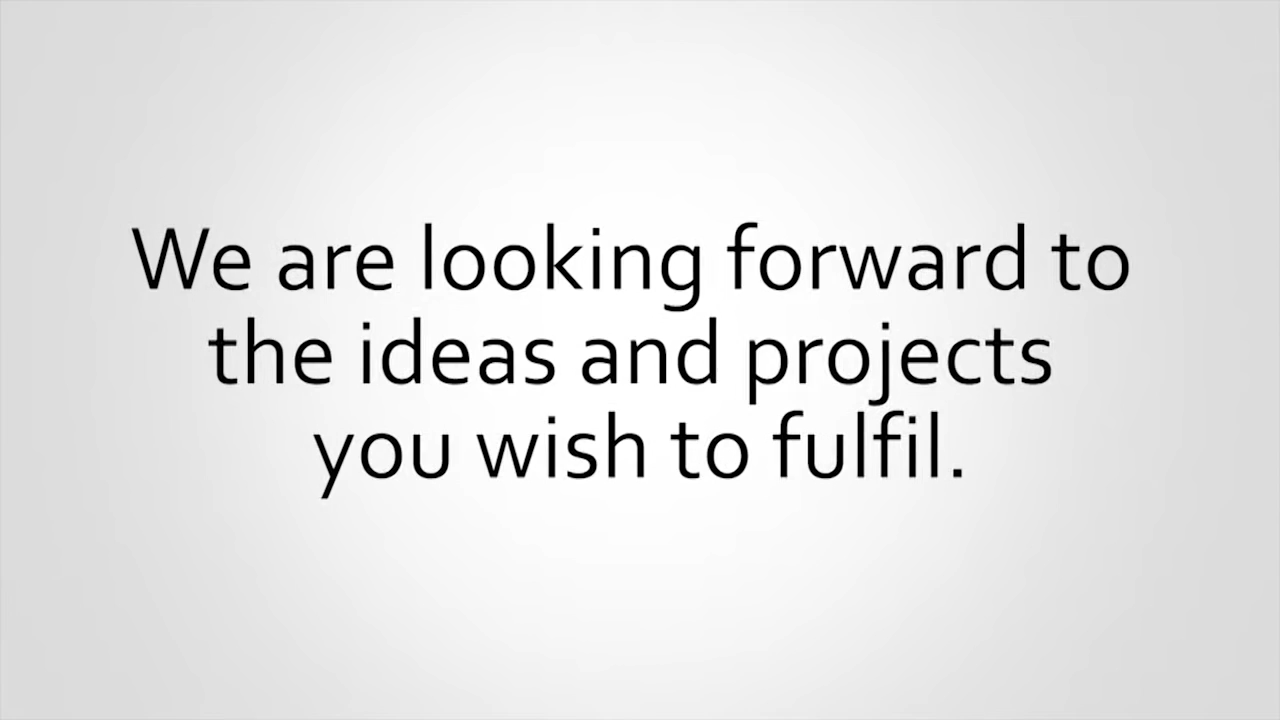 We are looking forward to
the ideas and projects
you wish to fulfil.